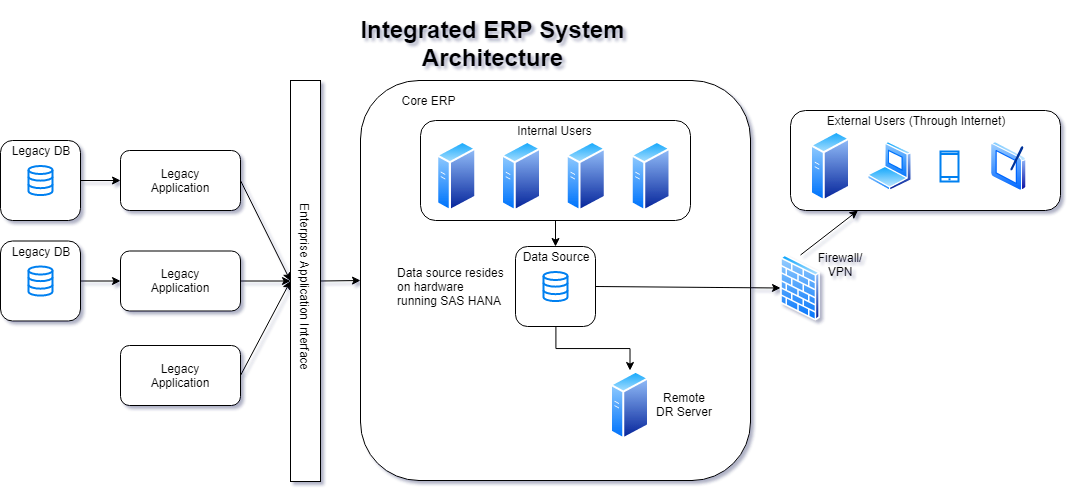 Integrated ERP System
Architecture
Legacy DB
Legacy
Application
Legacy DB
Legacy
Application
Legacy
Application
Enterprise Application Interface
Core ERP
Internal Users
Data Source
Data source resides
on hardware
running SAS HANA
Remote
DR Server
External Users (Through Internet)
Firewall/
VPN